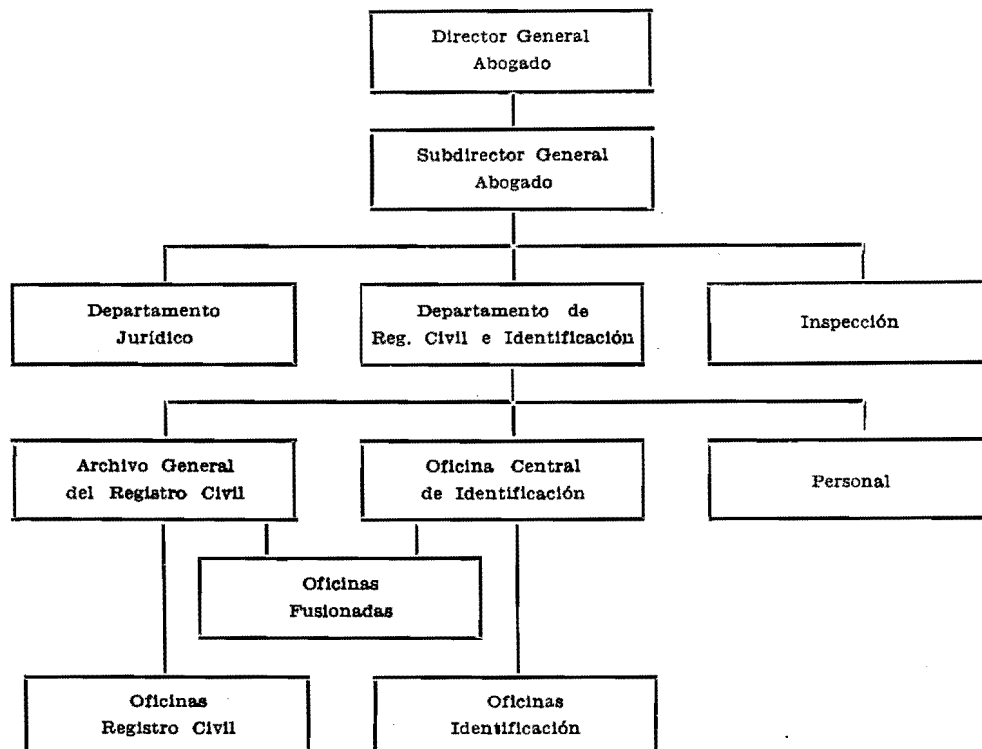 Director General
Abogado
Subdirector General
Abogado
Departamento
Jurídico
Departamento de
Reg. Civil e Identificación
Inspección
Archivo General
del Registro Civil
Oficina Central
de Identificación
Personal
Oficinas
Fusionadas
Oficinas
Registro Civil
Oficinas
Identificación